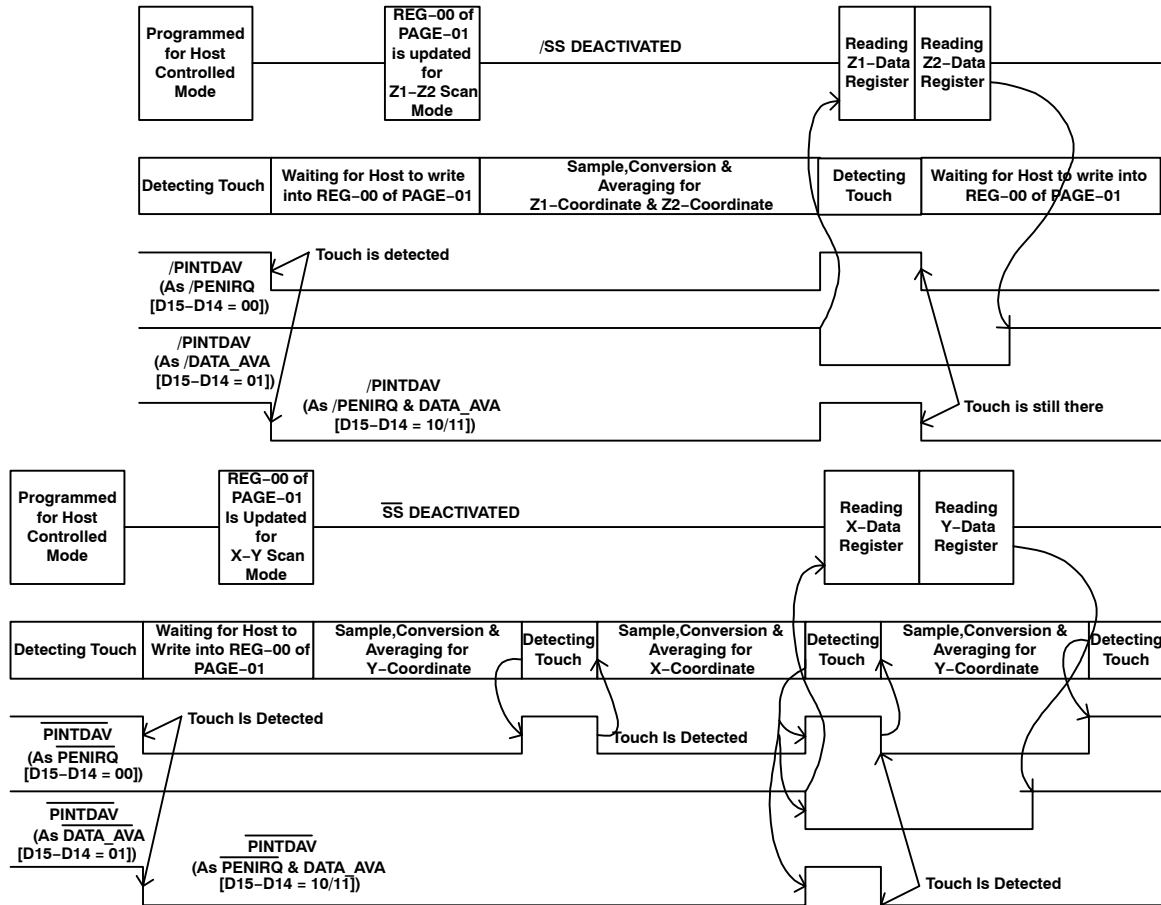 Programmed
for Host
Controlled
Mode
REG−00 of
PAGE−01
is updated
for
Z1−Z2 Scan
Mode
/SS DEACTIVATED
Reading
Z1−Data
Register
Reading
Z2−Data
Register
Detecting Touch
Waiting for Host to write
into REG−00 of PAGE−01
Sample,Conversion &
Averaging for
Z1−Coordinate & Z2−Coordinate
Detecting
Touch
Waiting for Host to write into
REG−00 of PAGE−01
Touch is detected
/PINTDAV
(As /PENIRQ
[D15−D14 = 00])
/PINTDAV
(As /DATA_AVA
[D15−D14 = 01])
/PINTDAV
(As /PENIRQ & DATA_AVA
[D15−D14 = 10/11])
Touch is still there
Programmed
for Host
Controlled
Mode
REG−00 of
PAGE−01
Is Updated
for
X−Y Scan
Mode
SS DEACTIVATED
Reading
X−Data
Register
Reading
Y−Data
Register
Detecting Touch
Waiting for Host to
Write into REG−00 of
PAGE−01
Sample,Conversion &
Averaging for
Y−Coordinate
Detecting
Touch
Sample,Conversion &
Averaging for
X−Coordinate
Detecting
Touch
Sample,Conversion &
Averaging for
Y−Coordinate
Detecting
Touch
Touch Is Detected
Touch Is Detected
PINTDAV
(As PENIRQ
[D15−D14 = 00])
PINTDAV
(As DATA_AVA
[D15−D14 = 01])
PINTDAV
(As PENIRQ & DATA_AVA
[D15−D14 = 10/11])
Touch Is Detected